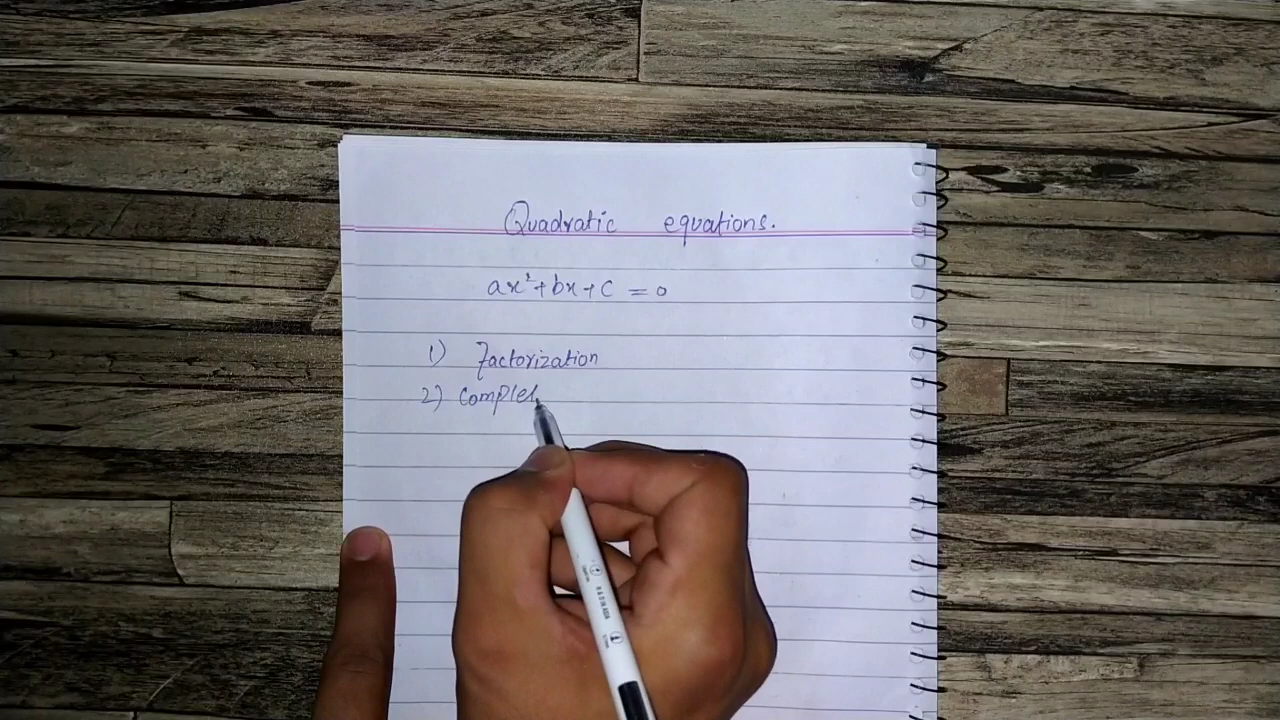 Quadratic equations.
ax²+bx+c = 0
1) Factorization
2) Complet